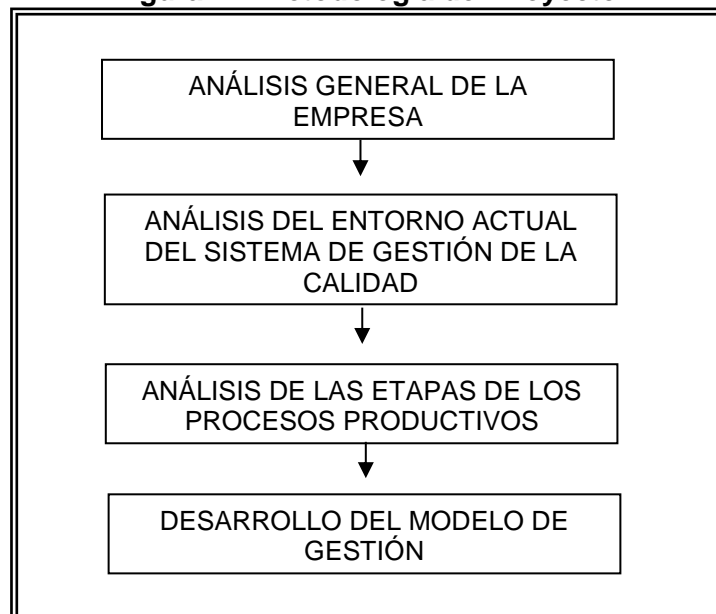 ANÁLISIS GENERAL DE LA
EMPRESA
ANÁLISIS DEL ENTORNO ACTUAL
DEL SISTEMA DE GESTIÓN DE LA
CALIDAD
ANÁLISIS DE LAS ETAPAS DE LOS
PROCESOS PRODUCTIVOS
DESARROLLO DEL MODELO DE
GESTIÓN